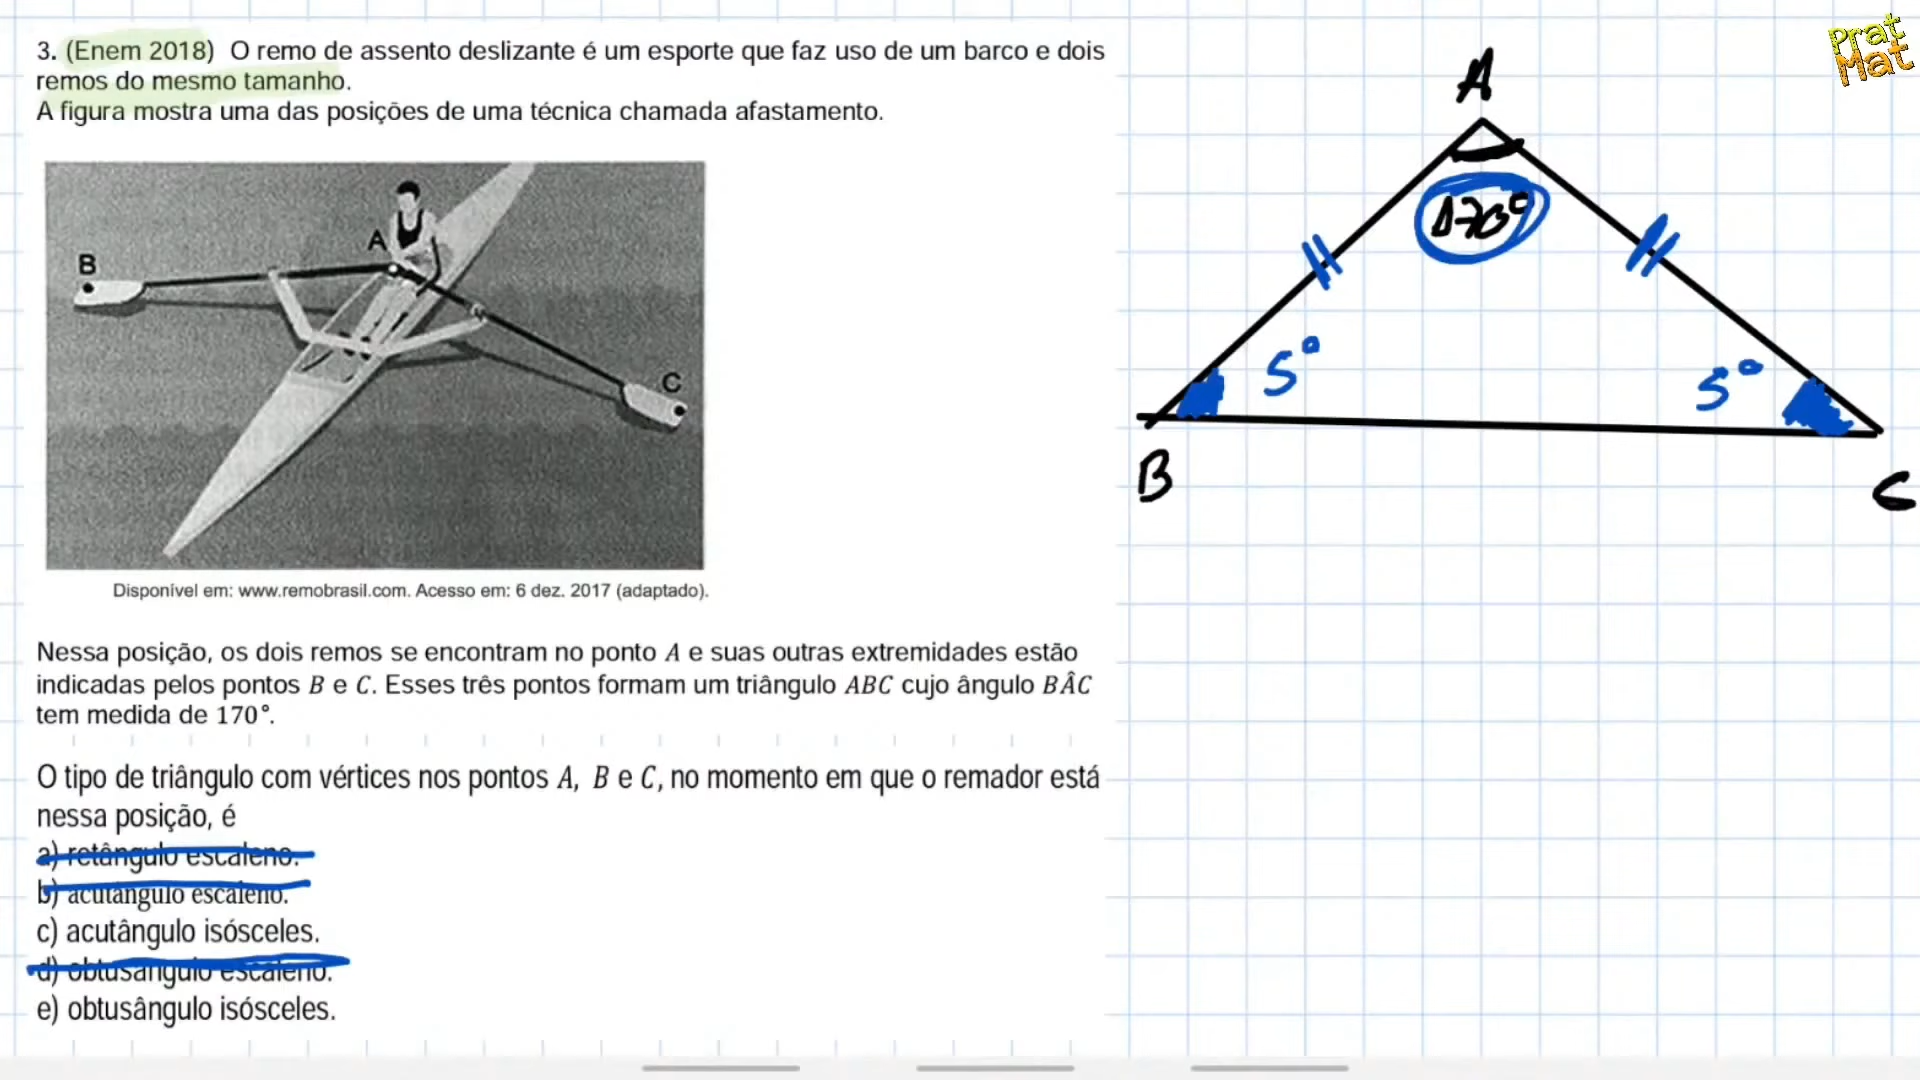 3. (Enem 2018) O remo de assento deslizante é um esporte que faz uso de um barco e dois
remos do mesmo tamanho.
A figura mostra uma das posições de uma técnica chamada afastamento.
A
B
C
Disponível em: www.remobrasil.com. Acesso em: 6 dez. 2017 (adaptado).
Nessa posição, os dois remos se encontram no ponto A e suas outras extremidades estão
indicadas pelos pontos B e C. Esses três pontos formam um triângulo ABC cujo ângulo BÂC
tem medida de 170°.
O tipo de triângulo com vértices nos pontos A, B e C, no momento em que o remador está
nessa posição, é
a) retângulo escaleno.
b) acutângulo escaleno.
c) acutângulo isósceles.
d) obtusângulo escaleno.
e) obtusângulo isósceles.
Prat
Mat
A
170°
5°
5°
B
C